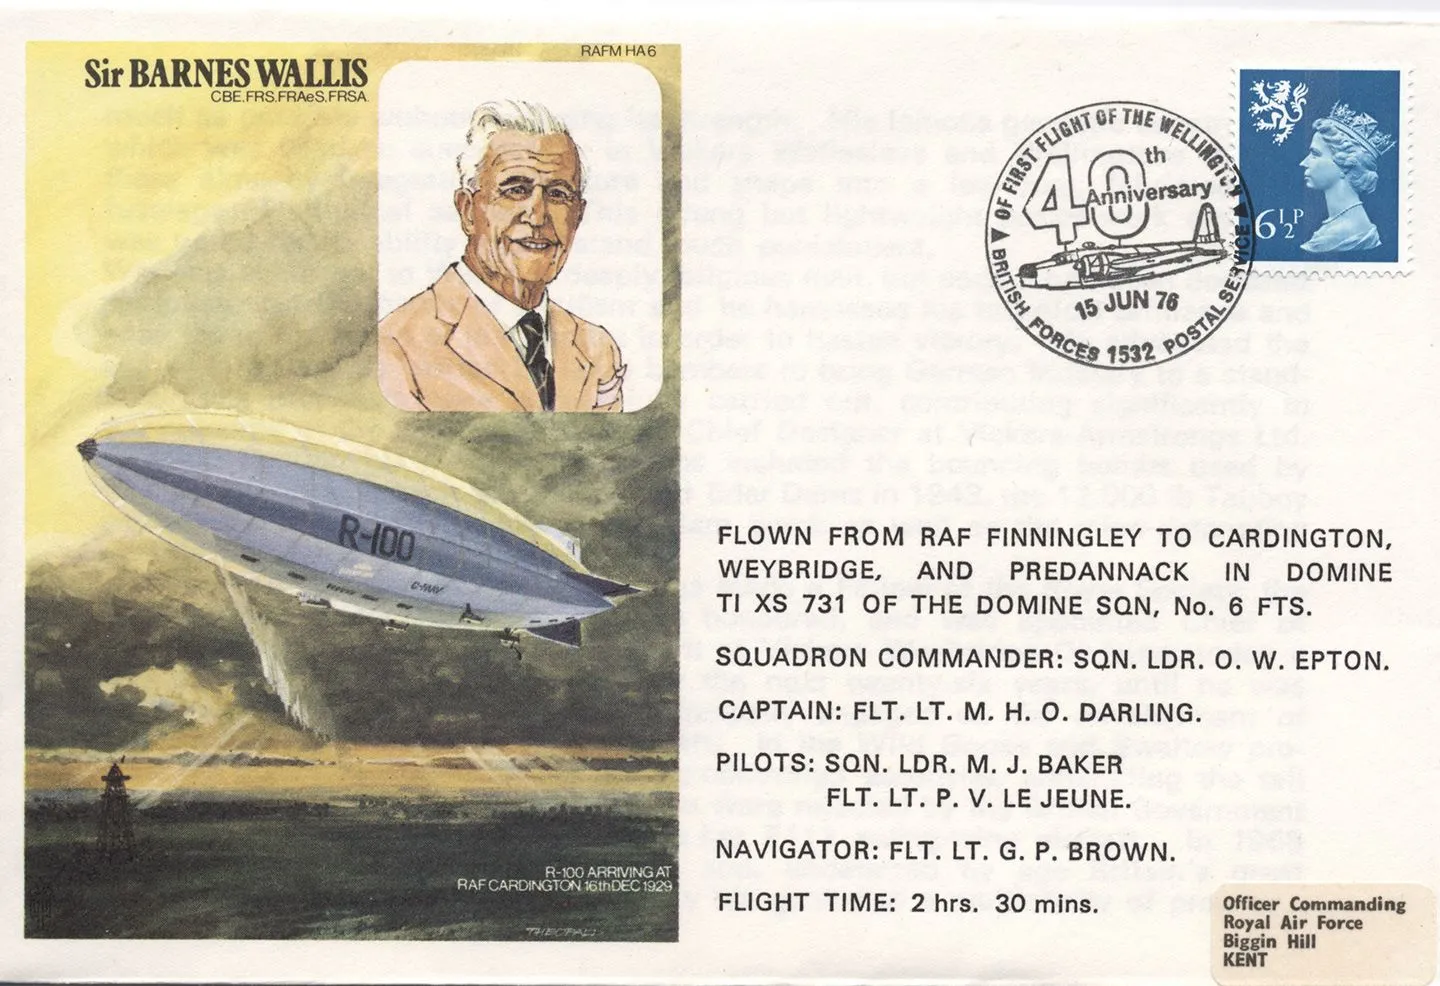 Sir BARNES WALLIS
CBE.FRS.FRAeS.FRSA.
RAFM HA6
R-100
R-100 ARRIVING AT
RAF CARDINGTON 16th DEC 1929
▼ OF FIRST FLIGHT OF THE WELLINGTON ▼
40th
Anniversary
15 JUN 76
BRITISH FORCES 1532 POSTAL SERVICE
6½P
FLOWN FROM RAF FINNINGLEY TO CARDINGTON,
WEYBRIDGE, AND PREDANNACK IN DOMINE
TI XS 731 OF THE DOMINE SQN, No. 6 FTS.
SQUADRON COMMANDER: SQN. LDR. O. W. EPTON.
CAPTAIN: FLT. LT. M. H. O. DARLING.
PILOTS: SQN. LDR. M. J. BAKER
FLT. LT. P. V. LE JEUNE.
NAVIGATOR: FLT. LT. G. P. BROWN.
FLIGHT TIME: 2 hrs. 30 mins.
Officer Commanding
Royal Air Force
Biggin Hill
KENT